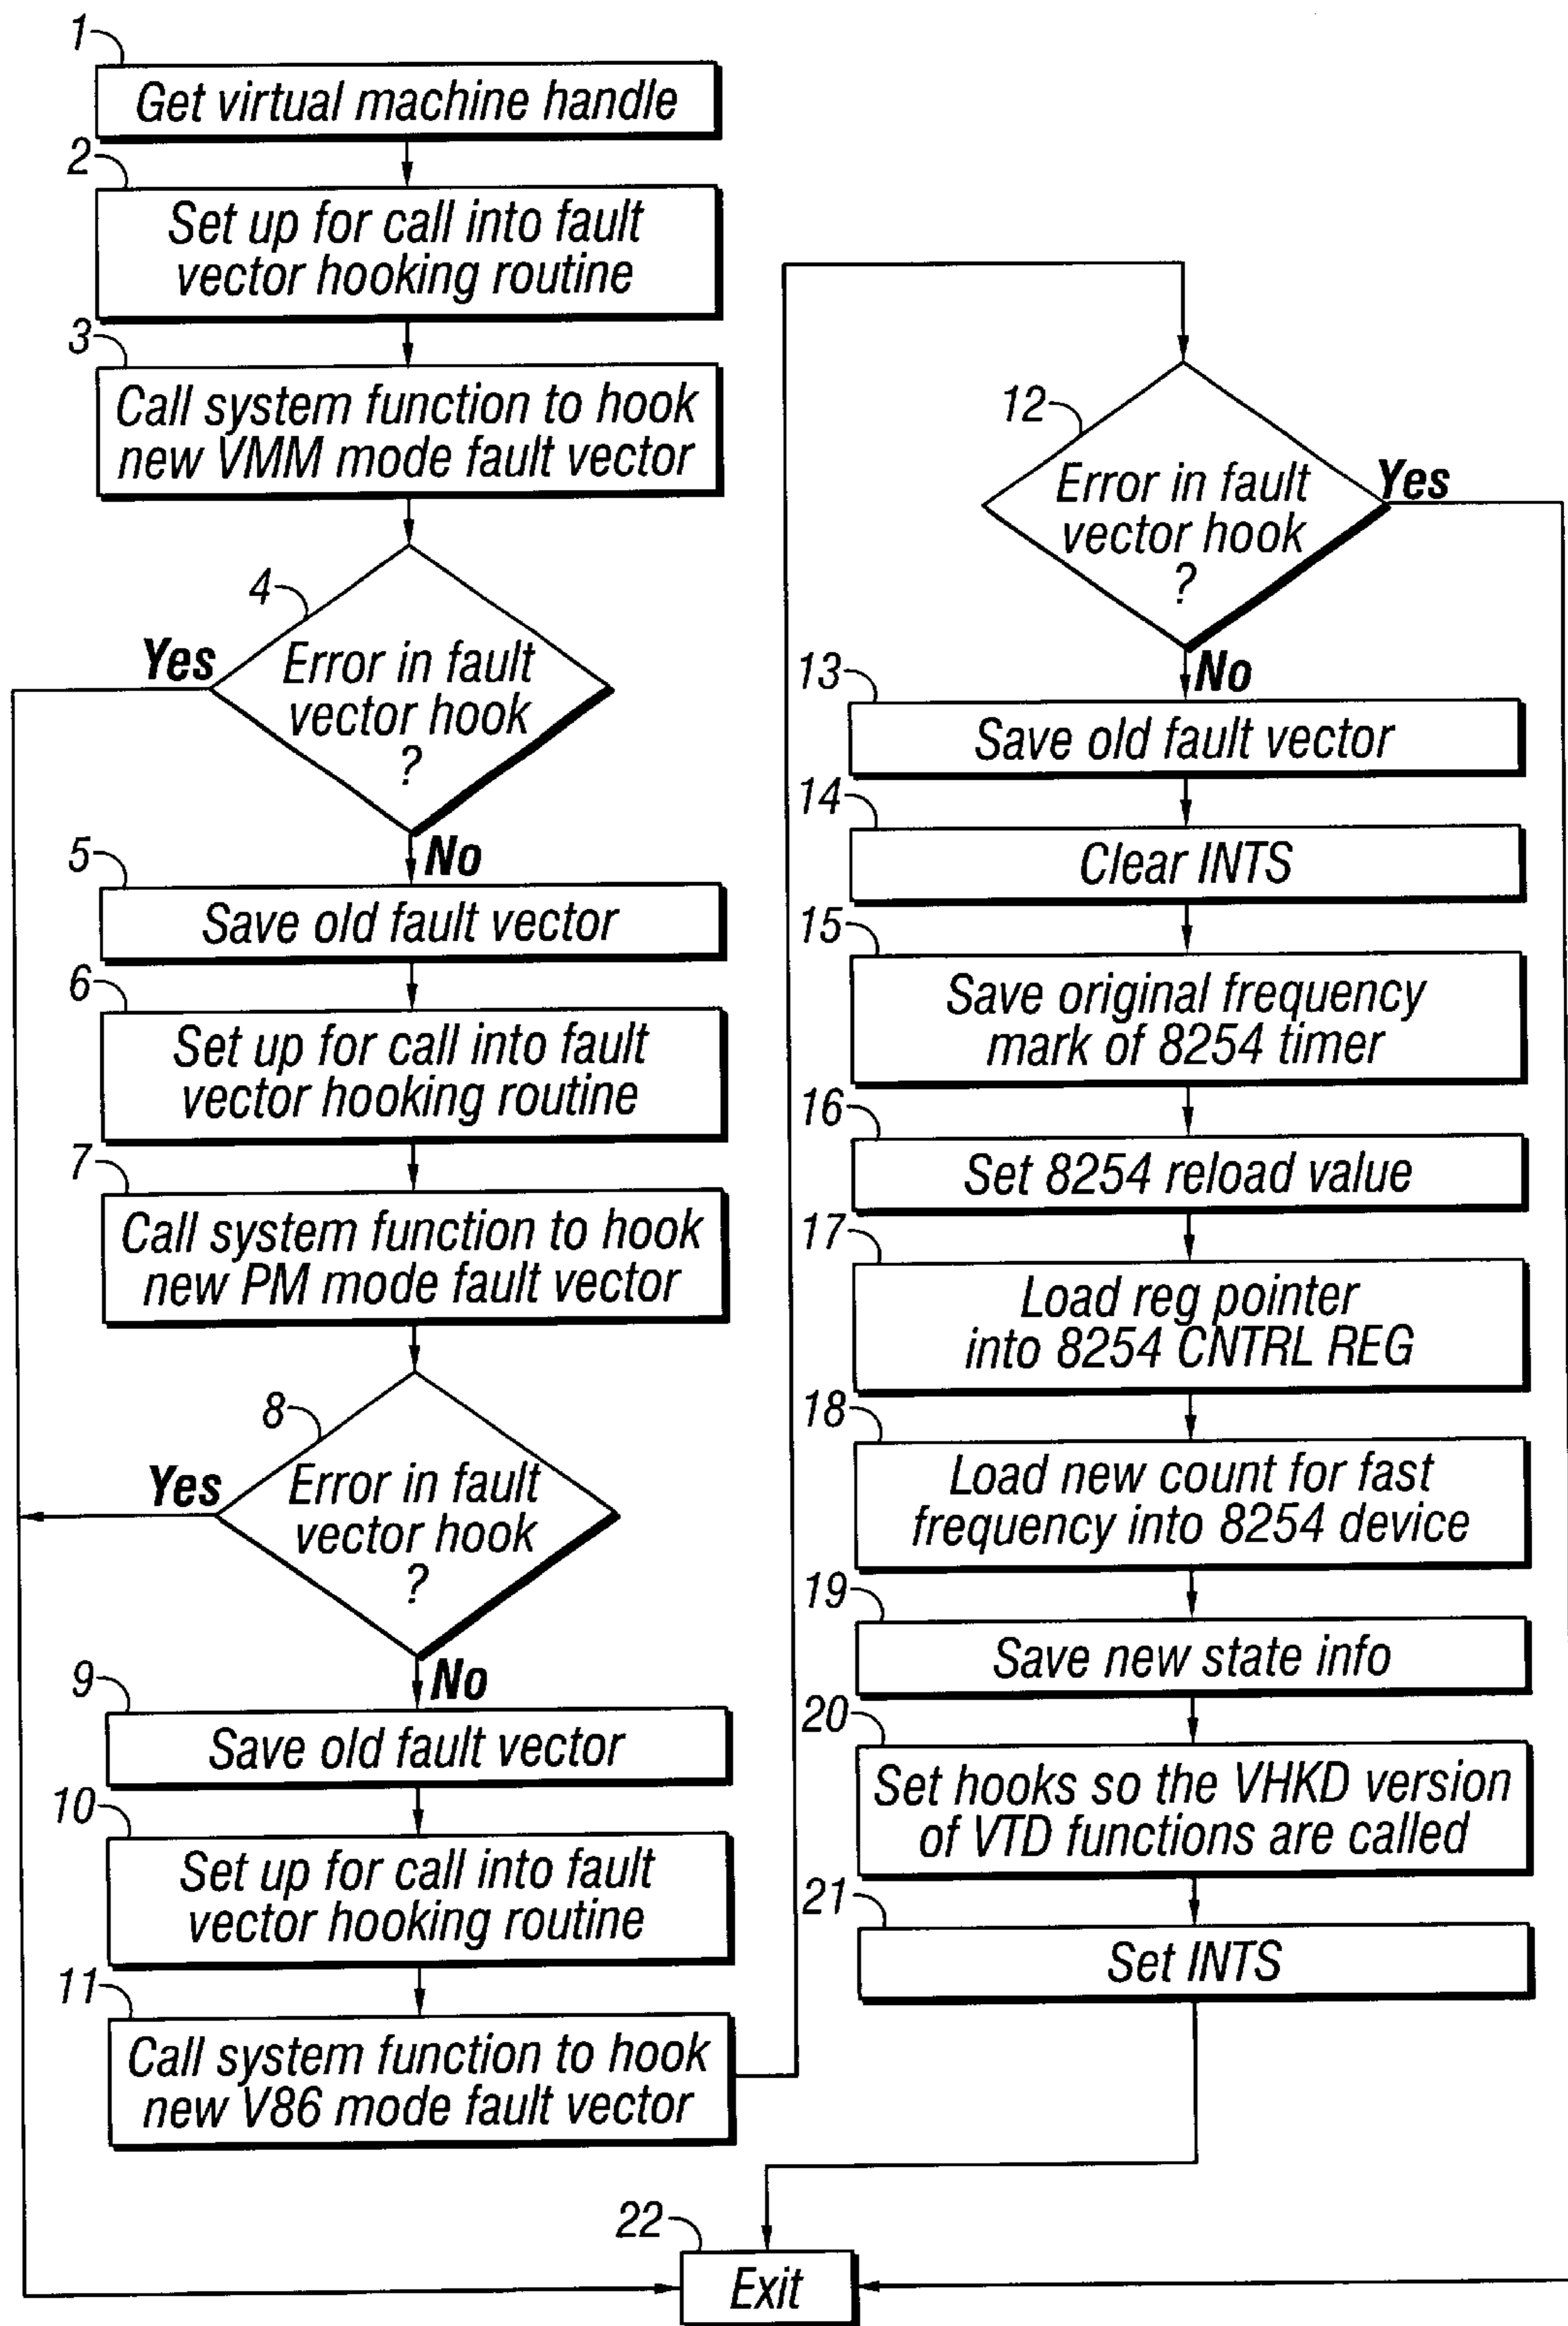 1
Get virtual machine handle
2
Set up for call into fault
vector hooking routine
3
Call system function to hook
new VMM mode fault vector
4
Error in fault
vector hook
?
Yes
No
5
Save old fault vector
6
Set up for call into fault
vector hooking routine
7
Call system function to hook
new PM mode fault vector
8
Error in fault
vector hook
?
Yes
No
9
Save old fault vector
10
Set up for call into fault
vector hooking routine
11
Call system function to hook
new V86 mode fault vector
12
Error in fault
vector hook
?
Yes
No
13
Save old fault vector
14
Clear INTS
15
Save original frequency
mark of 8254 timer
16
Set 8254 reload value
17
Load reg pointer
into 8254 CNTRL REG
18
Load new count for fast
frequency into 8254 device
19
Save new state info
20
Set hooks so the VHKD version
of VTD functions are called
21
Set INTS
22
Exit